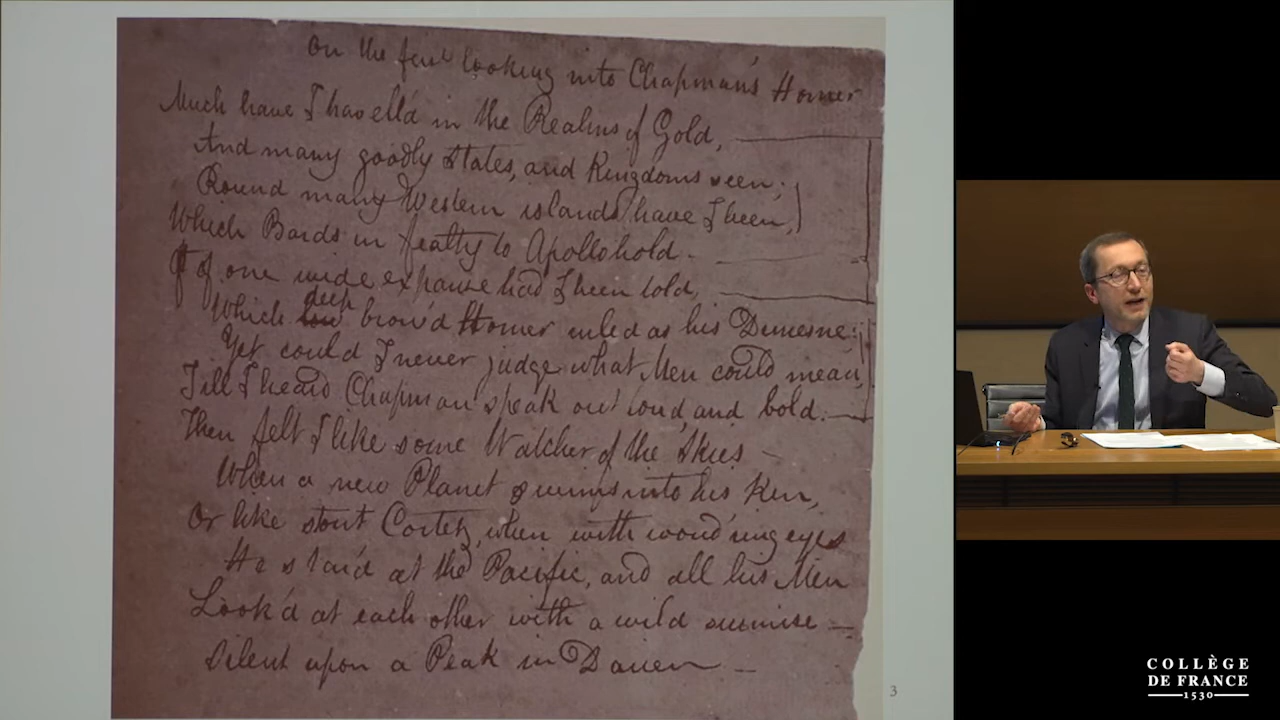 On the first looking into Chapman's Homer
Much have I travell'd in the Realms of Gold,
And many goodly States, and Kingdoms seen;
Round many Western islands have I been,
Which Bards in fealty to Apollo hold.
Of one wide expanse had I been told,
Which low deep brow'd Homer ruled as his Demesne:
Yet could I never judge what Men could mean,
Till I heard Chapman speak out loud, and bold.
Then felt I like some Watcher of the Skies
When a new Planet swims into his Ken,
Or like stout Cortez, when with wond'ring eyes
He star'd at the Pacific, and all his Men
Look'd at each other with a wild surmise —
Silent upon a Peak in Darien —
3
COLLÈGE
DE FRANCE
1530